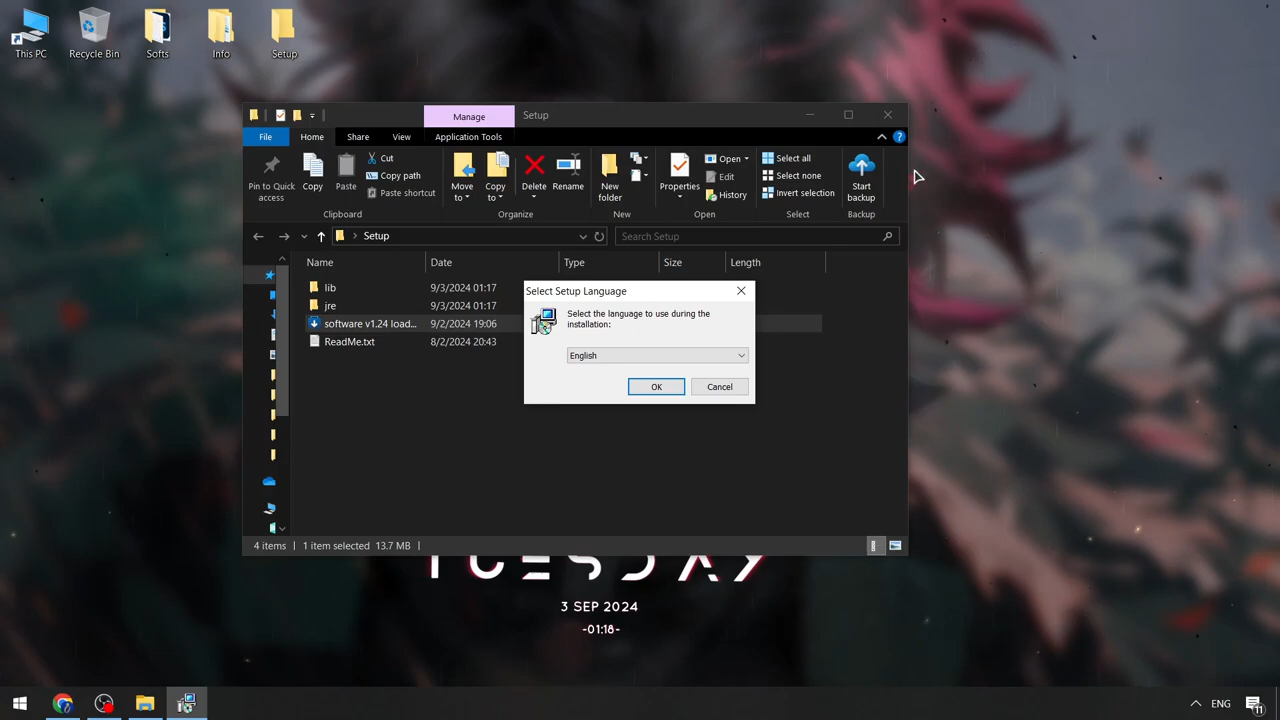 This PC
Recycle Bin
Softs
Info
Setup
Manage
Setup
File
Home
Share
View
Application Tools
Pin to Quick
access
Copy
Paste
Cut
Copy path
Paste shortcut
Clipboard
Move
to
Copy
to
Delete
Rename
Organize
New
folder
New
Properties
Open
Edit
History
Open
Select all
Select none
Invert selection
Select
Start
backup
Backup
Setup
Search Setup
Name
Date
Type
Size
Length
lib
9/3/2024 01:17
jre
9/3/2024 01:17
software v1.24 load...
9/2/2024 19:06
ReadMe.txt
8/2/2024 20:43
Select Setup Language
Select the language to use during the
installation:
English
OK
Cancel
4 items
1 item selected 13.7 MB
TUESDAY
3 SEP 2024
-01:18-
ENG
11